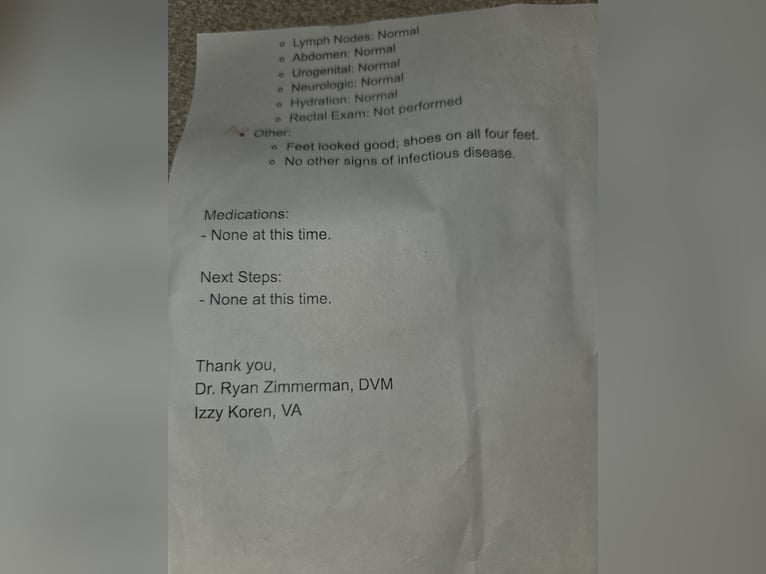 Lymph Nodes: Normal
Abdomen: Normal
Urogenital: Normal
Neurologic: Normal
Hydration: Normal
Rectal Exam: Not performed
Other:
Feet looked good; shoes on all four feet.
No other signs of infectious disease.
Medications:
- None at this time.
Next Steps:
- None at this time.
Thank you,
Dr. Ryan Zimmerman, DVM
Izzy Koren, VA